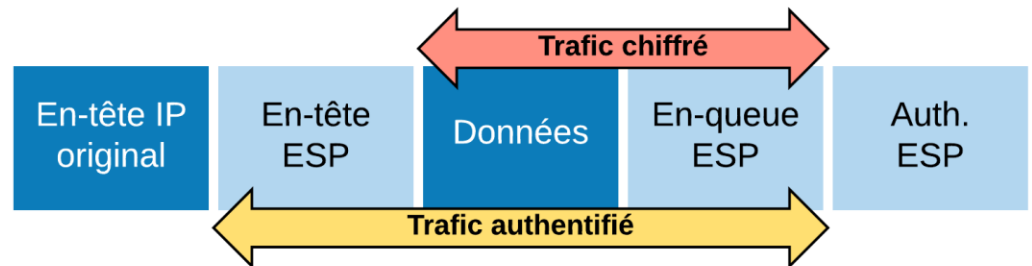 Trafic chiffré
En-tête IP
original
En-tête
ESP
Données
En-queue
ESP
Auth.
ESP
Trafic authentifié